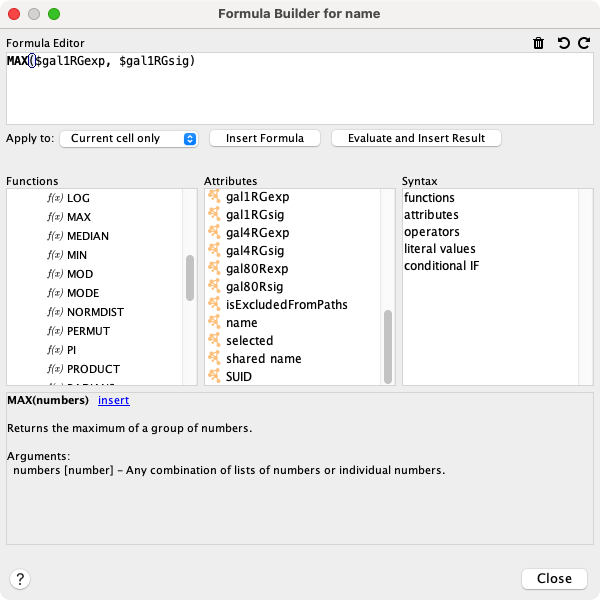 Formula Builder for name
Formula Editor
MAX($gal1RGexp, $gal1RGsig)
Apply to: Current cell only Insert Formula Evaluate and Insert Result
Functions
f(x) LOG
f(x) MAX
f(x) MEDIAN
f(x) MIN
f(x) MOD
f(x) MODE
f(x) NORMDIST
f(x) PERMUT
f(x) PI
f(x) PRODUCT
Attributes
gal1RGexp
gal1RGsig
gal4RGexp
gal4RGsig
gal80Rexp
gal80Rsig
isExcludedFromPaths
name
selected
shared name
SUID
Syntax
functions
attributes
operators
literal values
conditional IF
MAX(numbers) insert
Returns the maximum of a group of numbers.
Arguments:
numbers [number] – Any combination of lists of numbers or individual numbers.
? Close